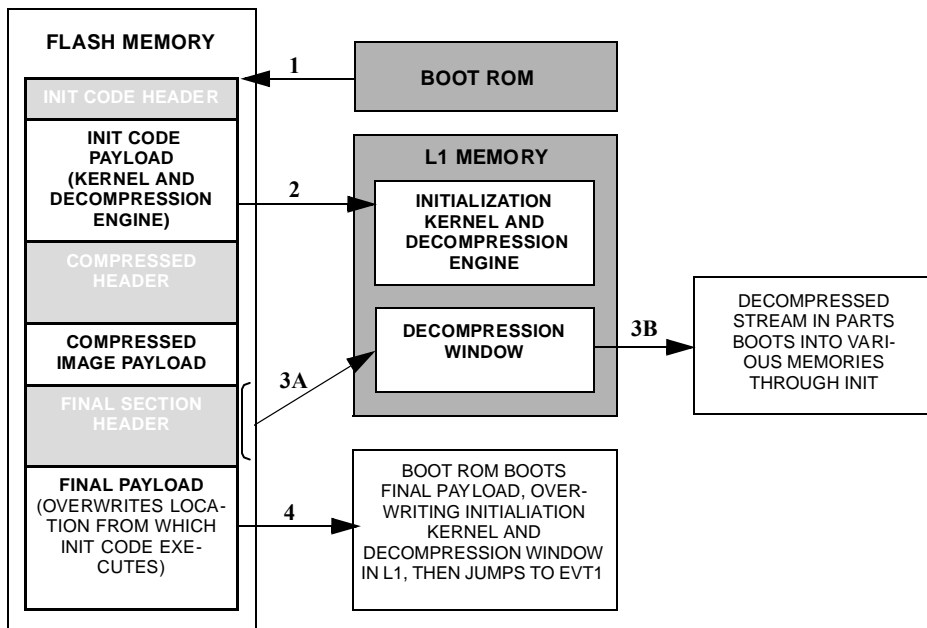 FLASH MEMORY
INIT CODE HEADER
INIT CODE
PAYLOAD
(KERNEL AND
DECOMPRESSION
ENGINE)
COMPRESSED
HEADER
COMPRESSED
IMAGE PAYLOAD
FINAL SECTION
HEADER
FINAL PAYLOAD
(OVERWRITES LOCA-
TION FROM WHICH
INIT CODE EXE-
CUTES)
1
BOOT ROM
L1 MEMORY
2
INITIALIZATION
KERNEL AND
DECOMPRESSION
ENGINE
3A
DECOMPRESSION
WINDOW
3B
DECOMPRESSED
STREAM IN PARTS
BOOTS INTO VARI-
OUS MEMORIES
THROUGH INIT
4
BOOT ROM BOOTS
FINAL PAYLOAD, OVER-
WRITING INITIALIATION
KERNEL AND
DECOMPRESSION WINDOW
IN L1, THEN JUMPS TO EVT1